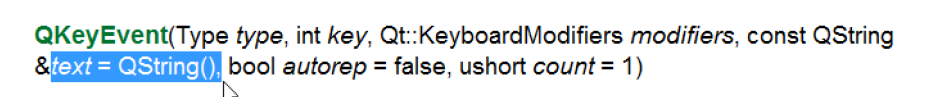 QKeyEvent(Type type, int key, Qt::KeyboardModifiers modifiers, const QString
&text = QString(), bool autorep = false, ushort count = 1)